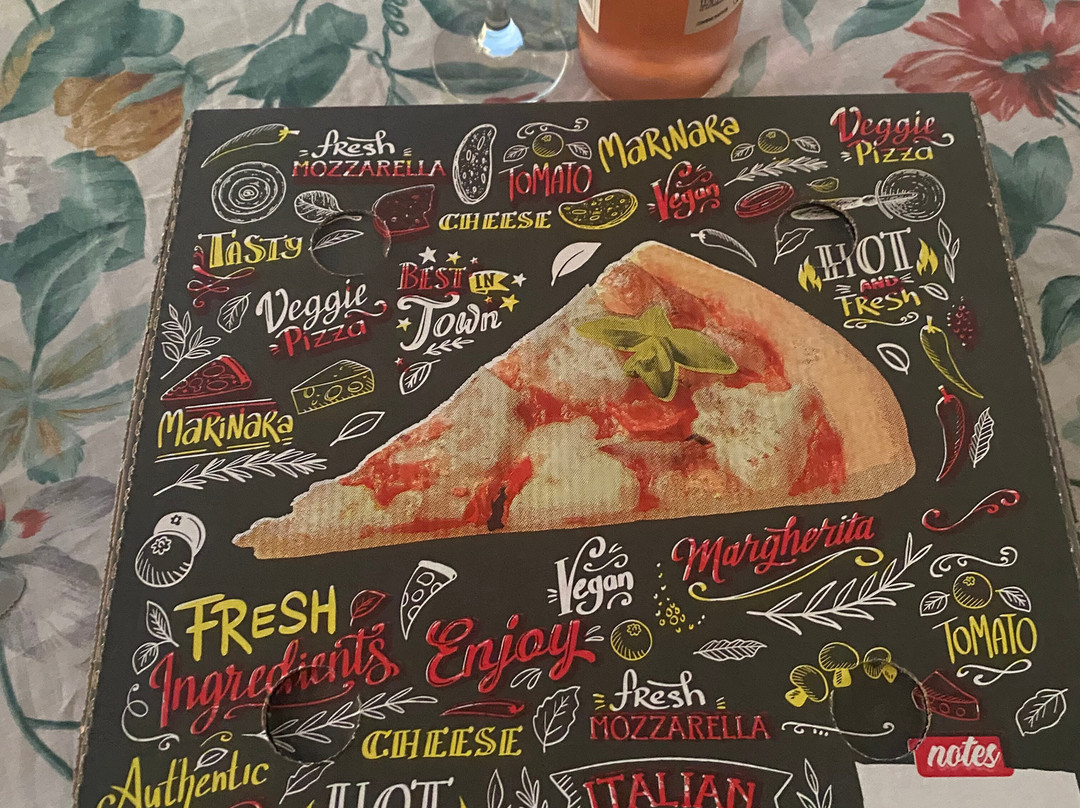 fresh
MOZZARELLA
TOMATO
MARINARA
Veggie
Pizza
Vegan
CHEESE
TASTY
BEST IN
Town
HOT
AND
FRESH
Veggie
Pizza
MARINARA
Margherita
Vegan
FRESH
Ingredients
Enjoy
TOMATO
fresh
MOZZARELLA
CHEESE
notes
Authentic
HOT
ITALIAN